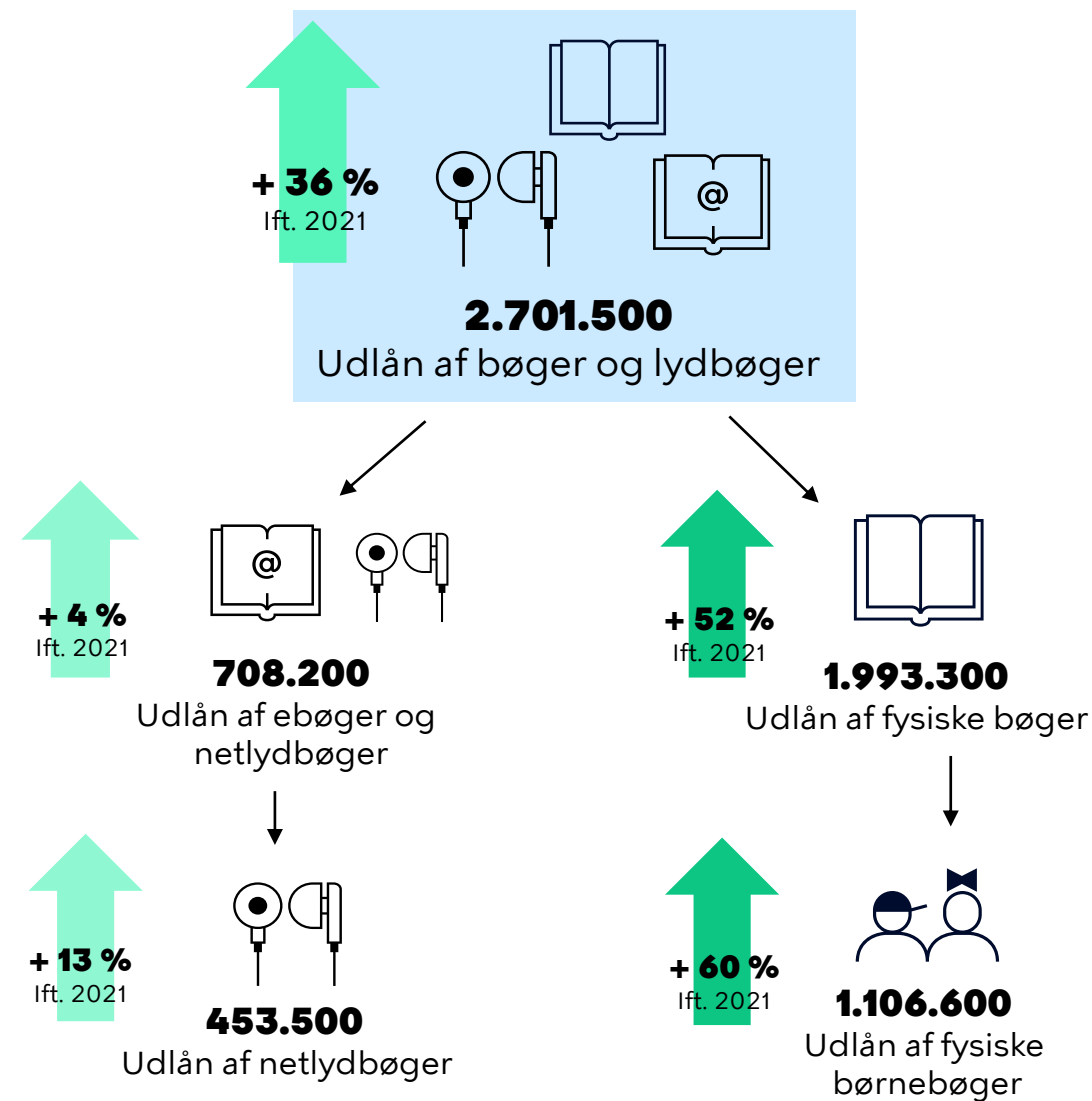 + 36 %
Ift. 2021
@
2.701.500
Udlån af bøger og lydbøger
@
+ 4 %
Ift. 2021
708.200
Udlån af ebøger og
netlydbøger
+ 52 %
Ift. 2021
1.993.300
Udlån af fysiske bøger
+ 13 %
Ift. 2021
453.500
Udlån af netlydbøger
+ 60 %
Ift. 2021
1.106.600
Udlån af fysiske
børnebøger